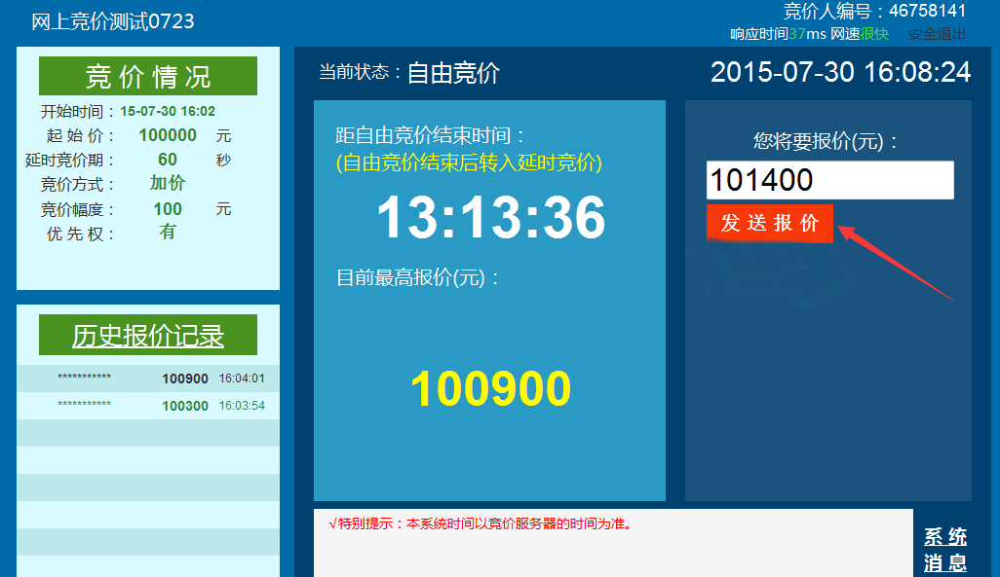 网上竞价测试0723
竞价人编号：46758141
响应时间37ms 网速很快 安全退出
竞 价 情 况
开始时间：15-07-30 16:02
起 始 价： 100000 元
延时竞价期： 60 秒
竞价方式： 加价
竞价幅度： 100 元
优 先 权： 有
历史报价记录
*********** 100900 16:04:01
*********** 100300 16:03:54
当前状态：自由竞价
2015-07-30 16:08:24
距自由竞价结束时间：
(自由竞价结束后转入延时竞价)
13:13:36
目前最高报价(元)：
100900
您将要报价(元)：
101400
发 送 报 价
√特别提示：本系统时间以竞价服务器的时间为准。
系 统
消 息